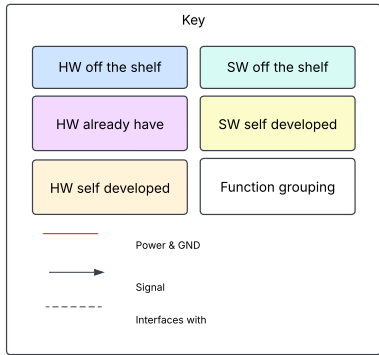 Key
HW off the shelf
SW off the shelf
HW already have
SW self developed
HW self developed
Function grouping
Power & GND
Signal
Interfaces with